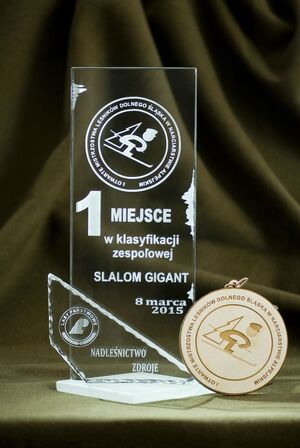 I OTWARTE MISTRZOSTWA LEŚNIKÓW DOLNEGO ŚLĄSKA W NARCIARSTWIE ALPEJSKIM
1 MIEJSCE
w klasyfikacji
zespołowej
SLALOM GIGANT
8 marca
2015
LASY PAŃSTWOWE
NADLEŚNICTWO
ZDROJE
I OTWARTE MISTRZOSTWA LEŚNIKÓW DOLNEGO ŚLĄSKA W NARCIARSTWIE ALPEJSKIM